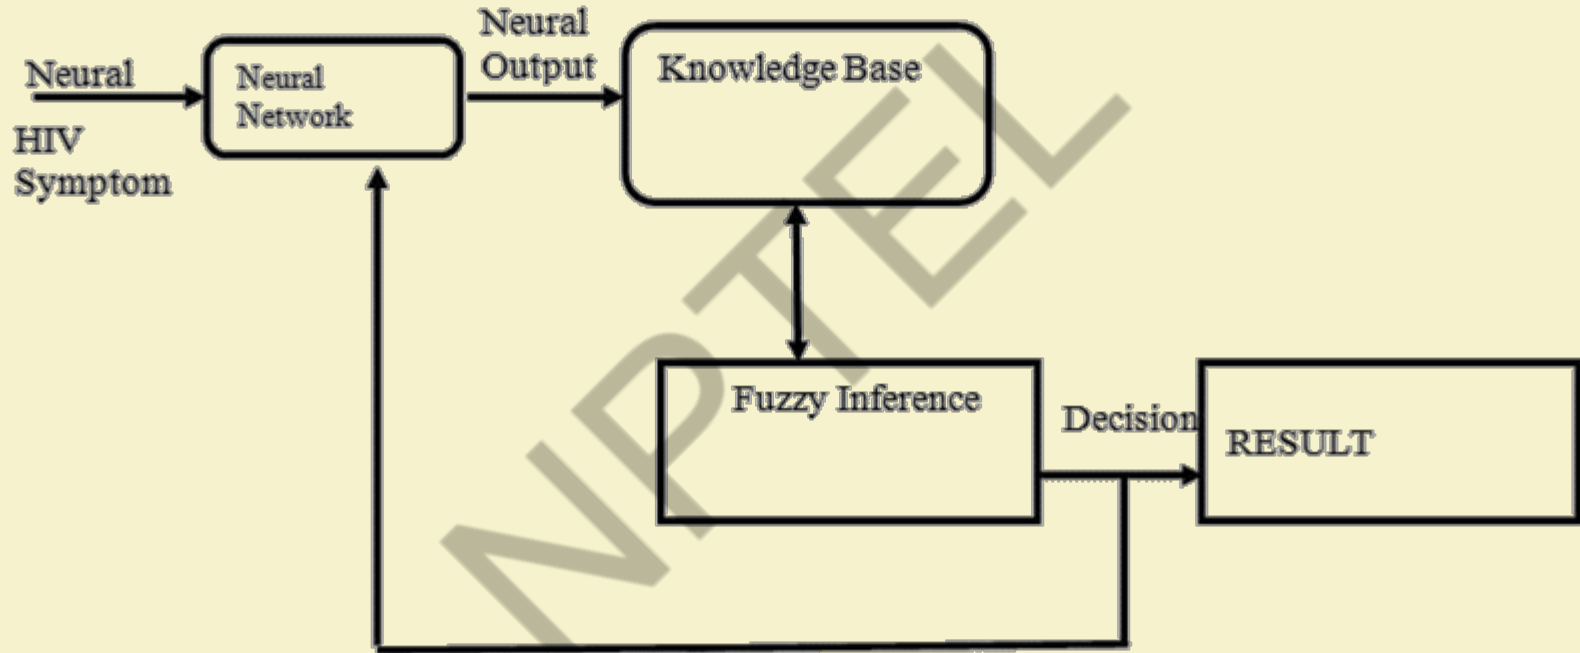 Neural
HIV
Symptom
Neural
Network
Neural
Output
Knowledge Base
Fuzzy Inference
Decision
RESULT
NPTEL